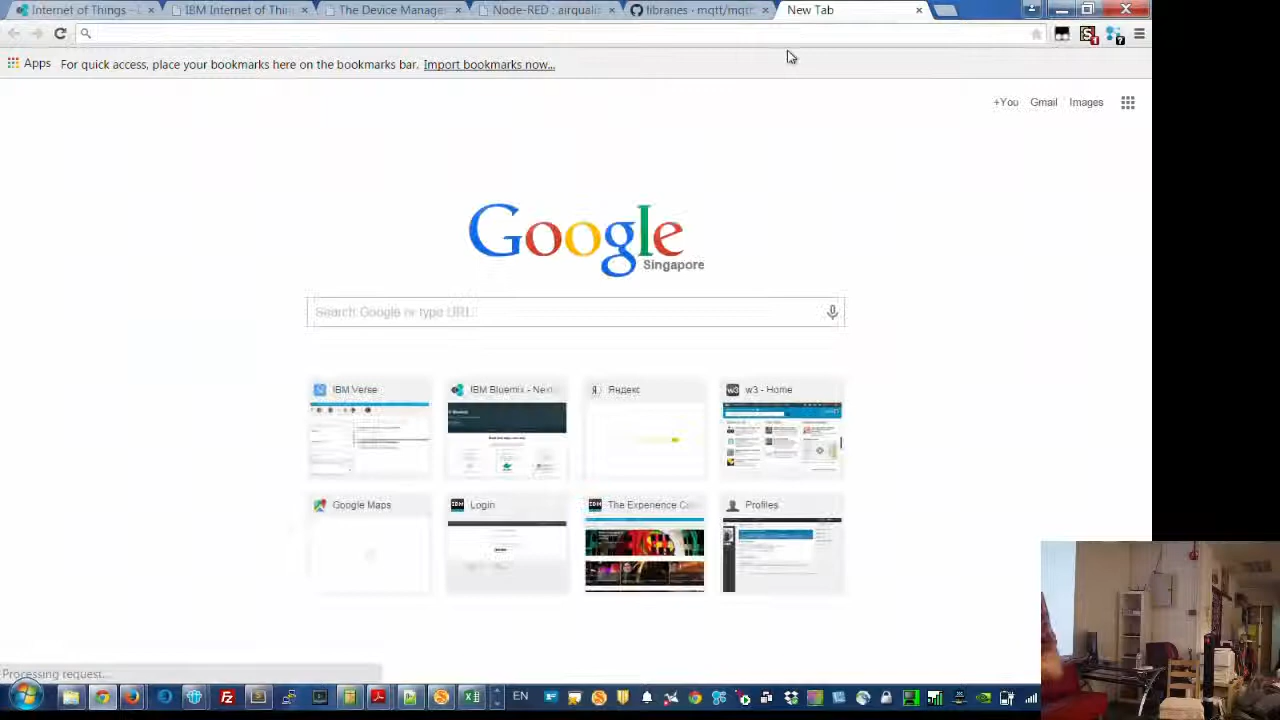 Internet of Things –
IBM Internet of Thin
The Device Manage
Node-RED : airquali
libraries - mqtt/mqtt
New Tab
Apps
For quick access, place your bookmarks here on the bookmarks bar. Import bookmarks now...
+You
Gmail
Images
Google
Singapore
Search Google or type URL
IBM Verse
IBM Bluemix - Next
Яндекс
w3 - Home
Google Maps
Login
The Experience Ce
Profiles
Processing request...
EN